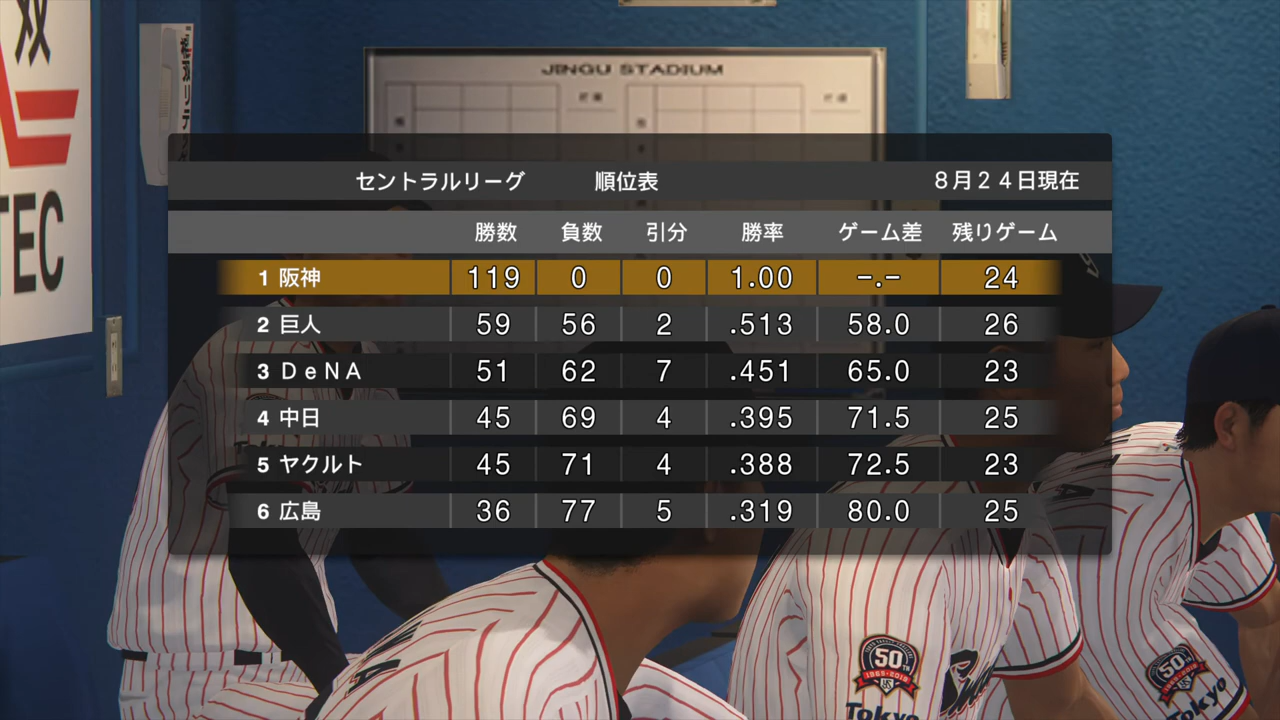 双
TEC
JINGU STADIUM
セントラルリーグ 順位表 8月24日現在
勝数 負数 引分 勝率 ゲーム差 残りゲーム
1 阪神 119 0 0 1.00 -.- 24
2 巨人 59 56 2 .513 58.0 26
3 DeNA 51 62 7 .451 65.0 23
4 中日 45 69 4 .395 71.5 25
5 ヤクルト 45 71 4 .388 72.5 23
6 広島 36 77 5 .319 80.0 25
50TH
1969-2018
Tokyo
50TH
Tokyo